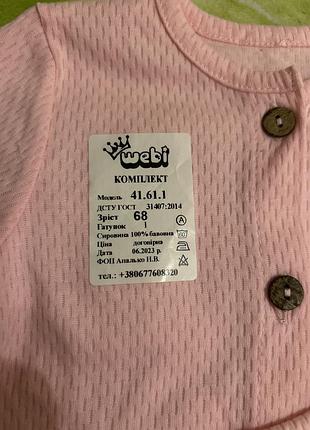 webi
КОМПЛЕКТ
Модель 41.61.1
ДСТУ ГОСТ 31407:2014
Зріст 68
Гатунок 1
Сировина 100% бавовна
Ціна договірна
Дата 06.2023 р.
ФОП Апалько Н.В.
тел.: +380677608320
A